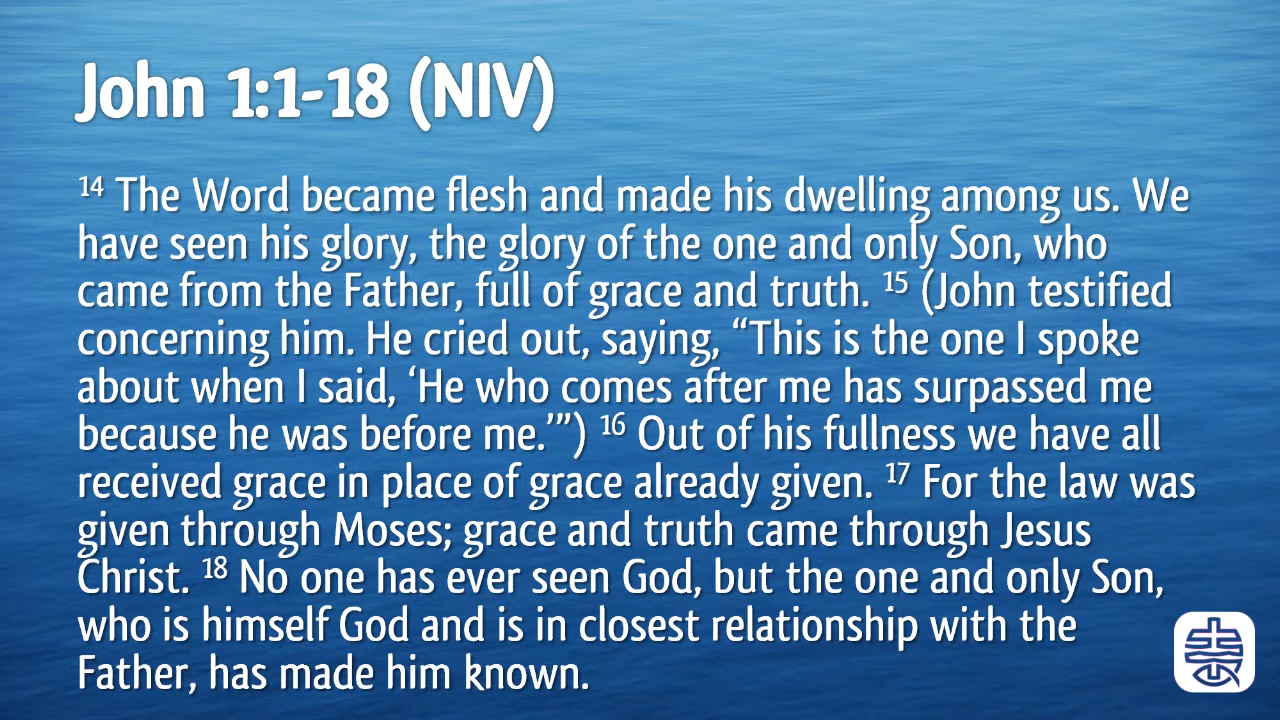 John 1:1-18 (NIV)
14 The Word became flesh and made his dwelling among us. We
have seen his glory, the glory of the one and only Son, who
came from the Father, full of grace and truth. 15 (John testified
concerning him. He cried out, saying, “This is the one I spoke
about when I said, ‘He who comes after me has surpassed me
because he was before me.’”) 16 Out of his fullness we have all
received grace in place of grace already given. 17 For the law was
given through Moses; grace and truth came through Jesus
Christ. 18 No one has ever seen God, but the one and only Son,
who is himself God and is in closest relationship with the
Father, has made him known.